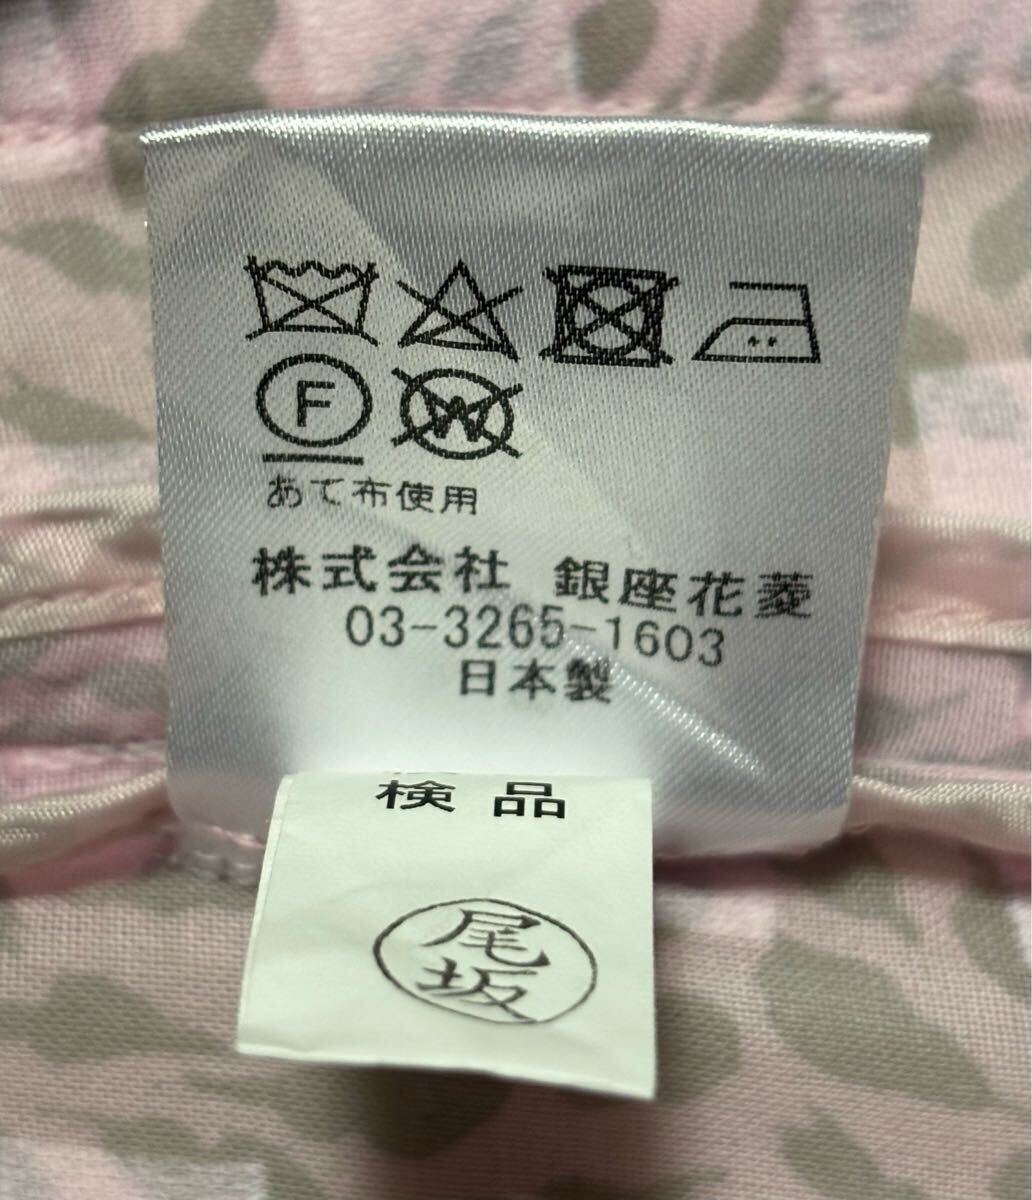 F W
あて布使用
株式会社 銀座花菱
03-3265-1603
日本製
検品
尾坂